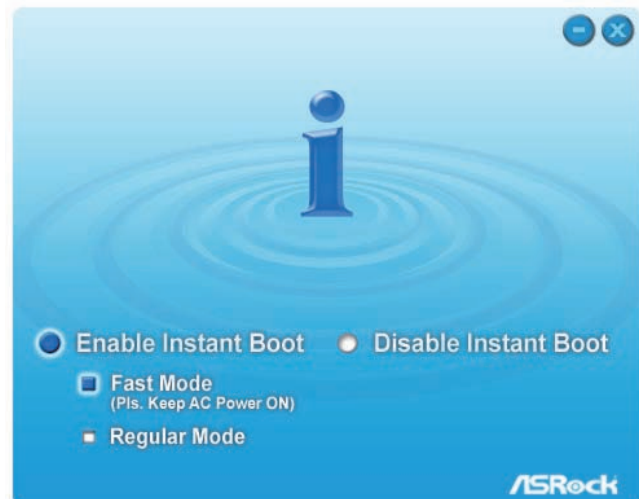 i
Enable Instant Boot
Disable Instant Boot
Fast Mode
(Pls. Keep AC Power ON)
Regular Mode
ASRock